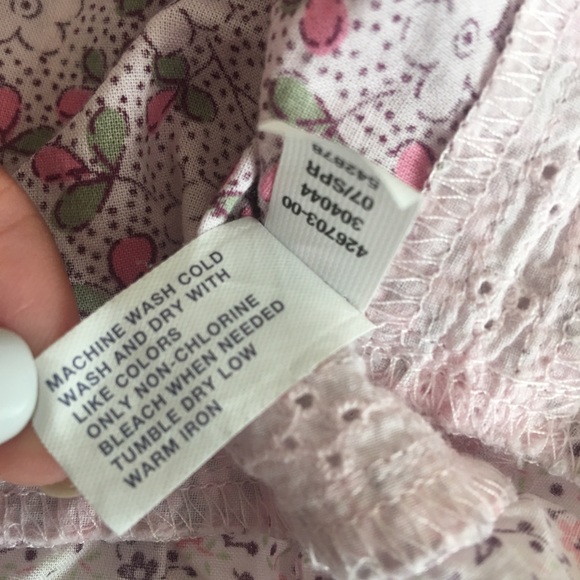 MACHINE WASH COLD
WASH AND DRY WITH
LIKE COLORS
ONLY NON-CHLORINE
BLEACH WHEN NEEDED
TUMBLE DRY LOW
WARM IRON
426703-00
304044
07/SPR
542878